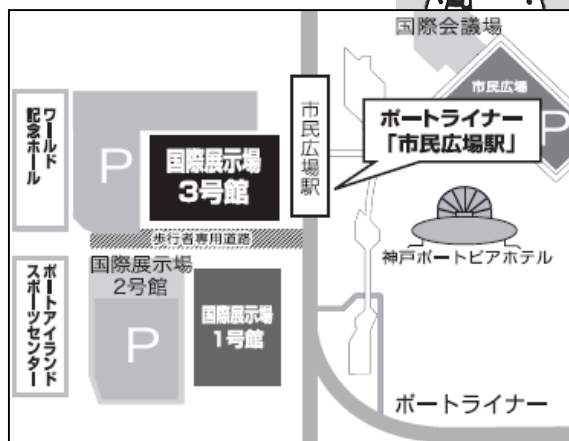 国際会議場
市民広場
P
ワールド
記念ホール
P
国際展示場
3号館
市民広場駅
ポートライナー
「市民広場駅」
歩行者専用道路
神戸ポートピアホテル
ポートアイランド
スポーツセンター
国際展示場
2号館
P
国際展示場
1号館
ポートライナー